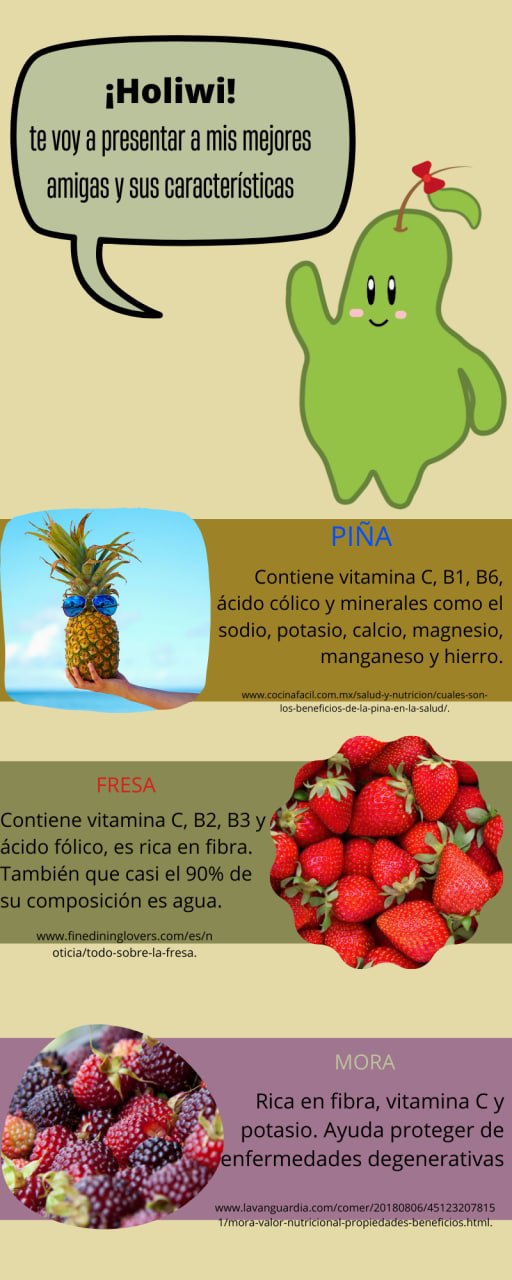 ¡Holiwi!
te voy a presentar a mis mejores
amigas y sus características
PIÑA
Contiene vitamina C, B1, B6,
ácido cólico y minerales como el
sodio, potasio, calcio, magnesio,
manganeso y hierro.
www.cocinafacil.com.mx/salud-y-nutricion/cuales-son-
los-beneficios-de-la-pina-en-la-salud/.
FRESA
Contiene vitamina C, B2, B3 y
ácido fólico, es rica en fibra.
También que casi el 90% de
su composición es agua.
www.finedininglovers.com/es/n
oticia/todo-sobre-la-fresa.
MORA
Rica en fibra, vitamina C y
potasio. Ayuda proteger de
enfermedades degenerativas
www.lavanguardia.com/comer/20180806/45123207815
1/mora-valor-nutricional-propiedades-beneficios.html.